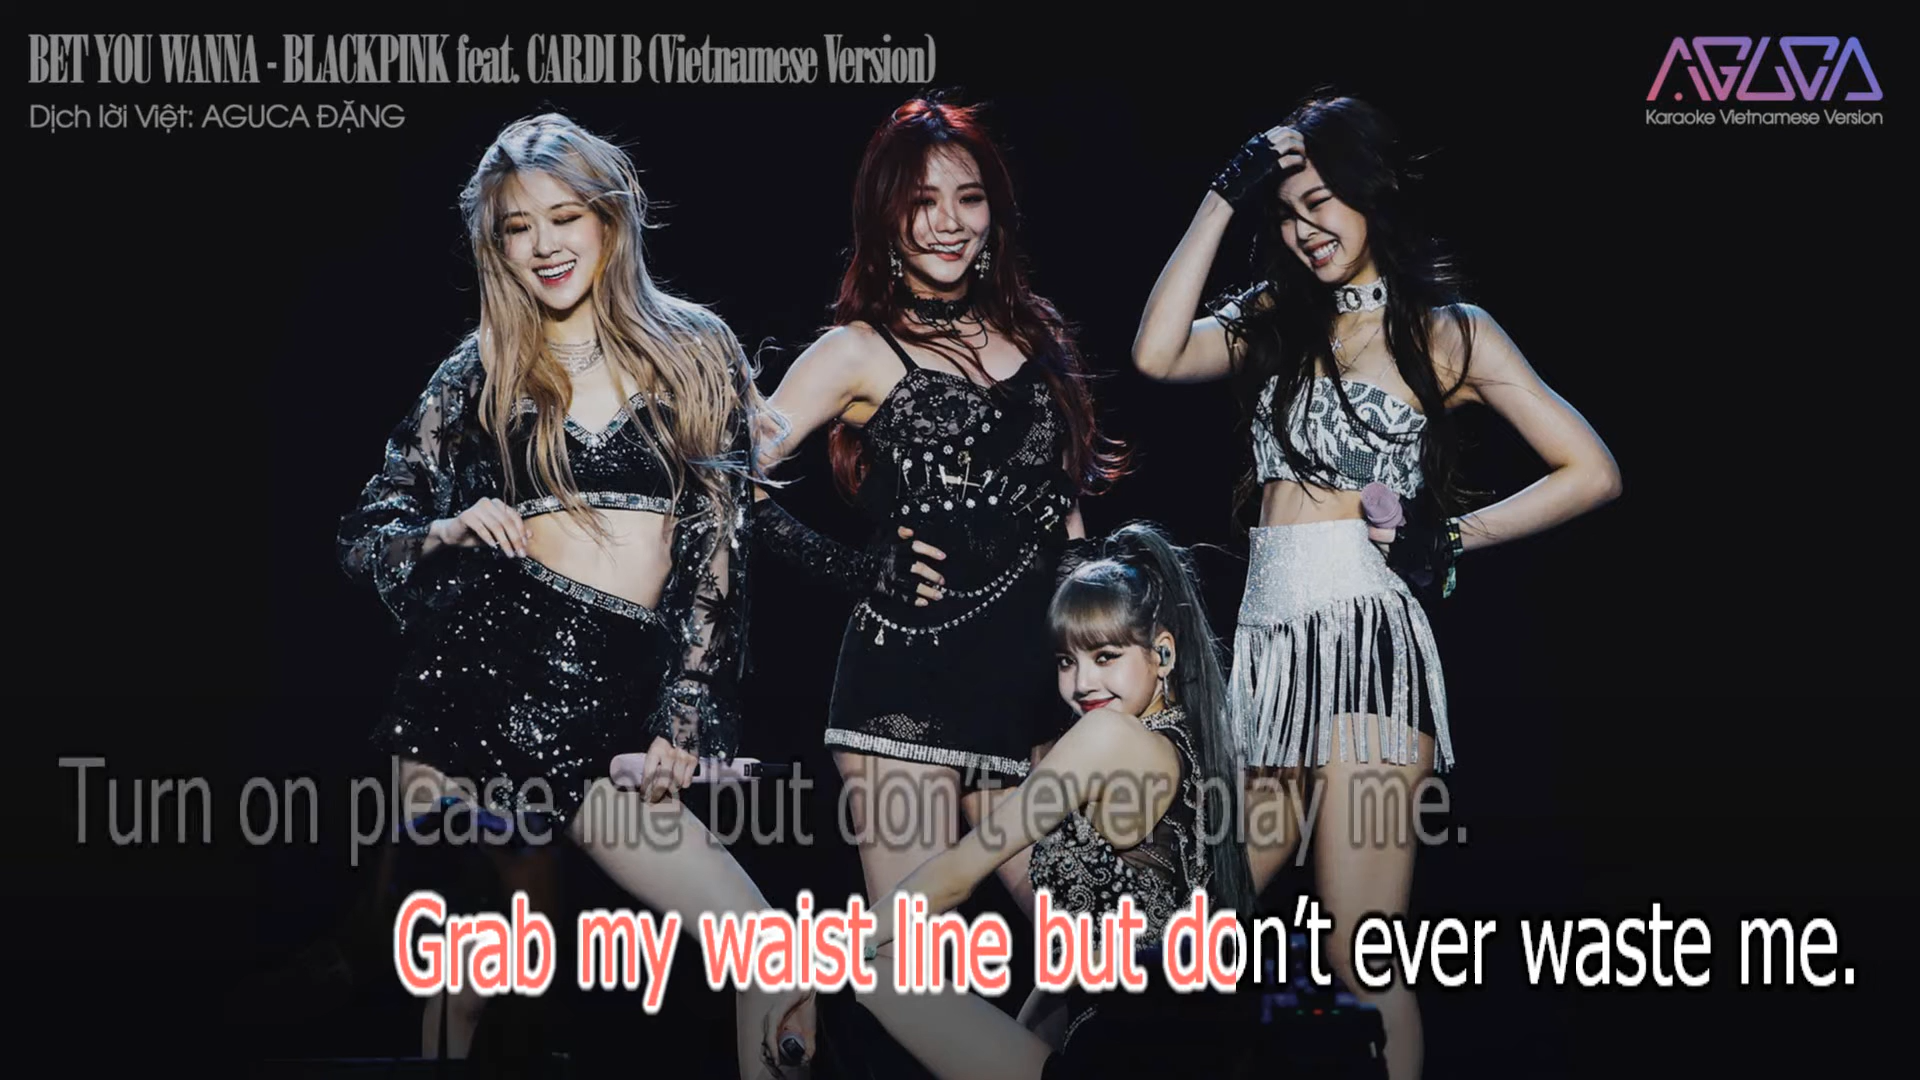 BET YOU WANNA - BLACKPINK feat. CARDI B (Vietnamese Version)
Dịch lời Việt: AGUCA ĐẶNG
AGUCA
Karaoke Vietnamese Version
Turn on please me but don't ever play me.
Grab my waist line but don't ever waste me.